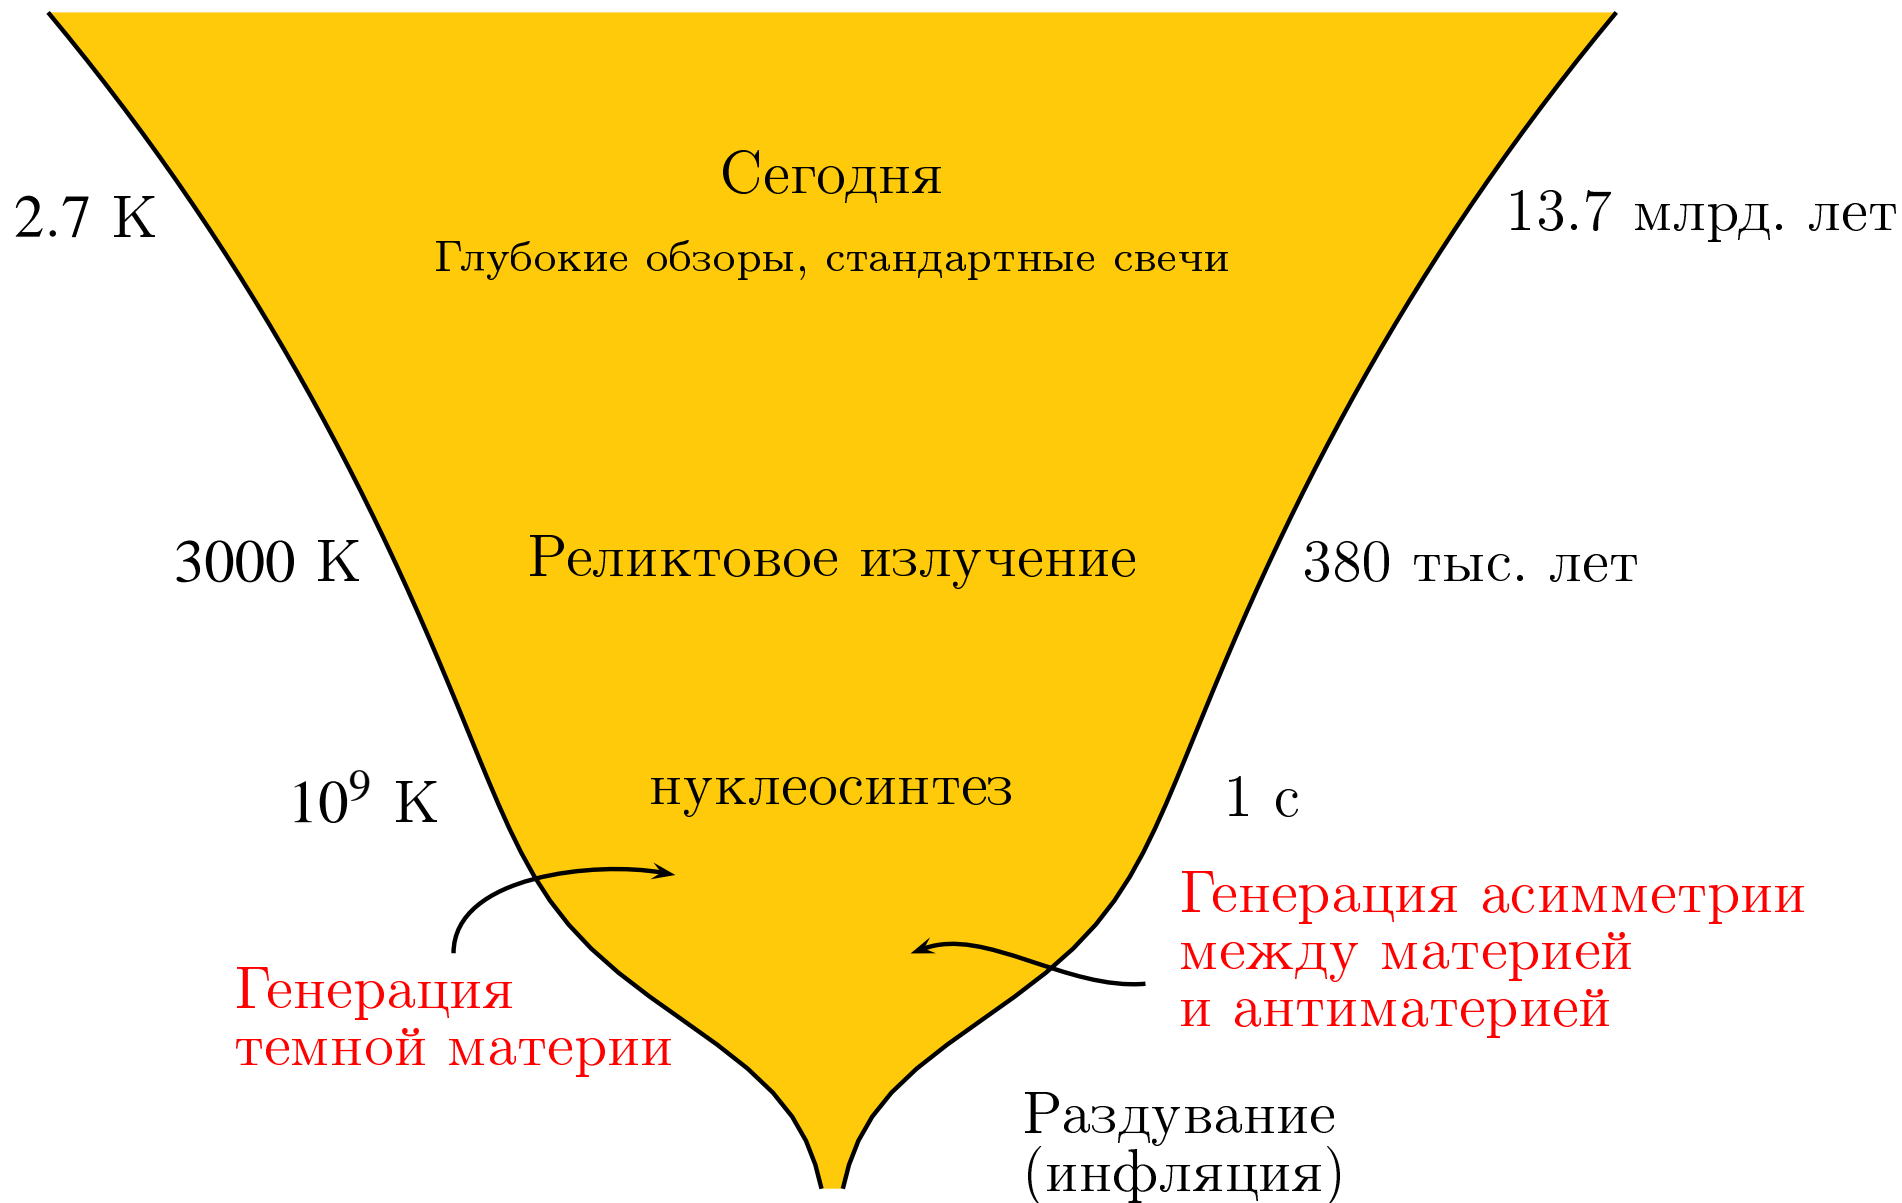 Сегодня
2.7 K
13.7 млрд. лет
Глубокие обзоры, стандартные свечи
3000 K
Реликтовое излучение
380 тыс. лет
10⁹ K
нуклеосинтез
1 с
Генерация асимметрии
между материей
и антиматерией
Генерация
темной материи
Раздувание
(инфляция)